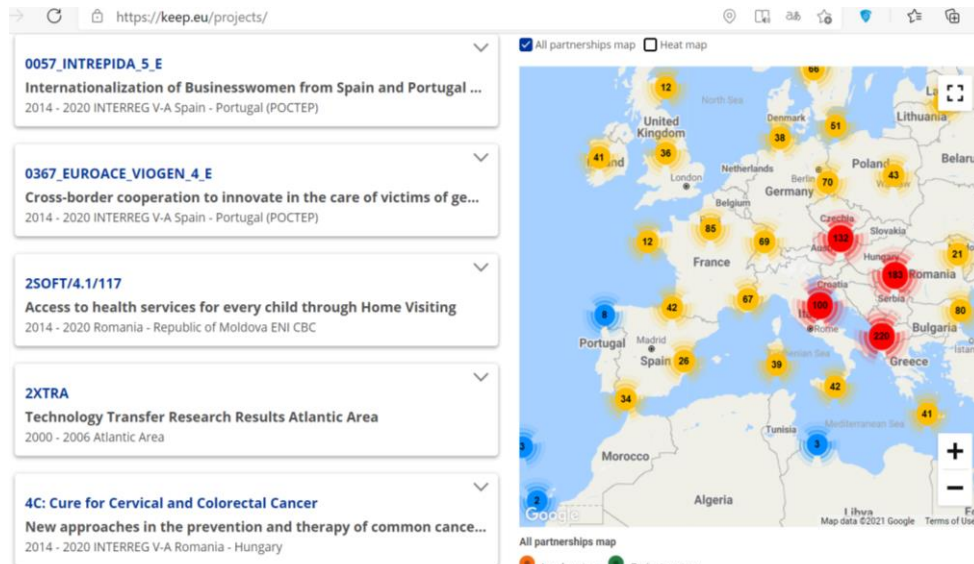 https://keep.eu/projects/
0057_INTREPIDA_5_E
Internationalization of Businesswomen from Spain and Portugal ...
2014 - 2020 INTERREG V-A Spain - Portugal (POCTEP)
0367_EUROACE_VIOGEN_4_E
Cross-border cooperation to innovate in the care of victims of ge...
2014 - 2020 INTERREG V-A Spain - Portugal (POCTEP)
2SOFT/4.1/117
Access to health services for every child through Home Visiting
2014 - 2020 Romania - Republic of Moldova ENI CBC
2XTRA
Technology Transfer Research Results Atlantic Area
2000 - 2006 Atlantic Area
4C: Cure for Cervical and Colorectal Cancer
New approaches in the prevention and therapy of common cance...
2014 - 2020 INTERREG V-A Romania - Hungary
All partnerships map
Heat map
66
12
North Sea
United
Kingdom
Denmark
38
51
Lithuania
41
36
London
Netherlands
Berlin
70
Poland
43
Belaru
Germany
Belgium
85
12
69
Czechia
132
Slovakia
France
Hungary
21
183
Romania
Croatia
100
Serbia
8
42
67
Rome
220
80
Bulgaria
Portugal
Madrid
Spain
26
39
Greece
42
34
41
Mediterranean Sea
Tunisia
3
3
Morocco
2
Algeria
Libya
Google
Map data ©2021 Google
Terms of Use
All partnerships map